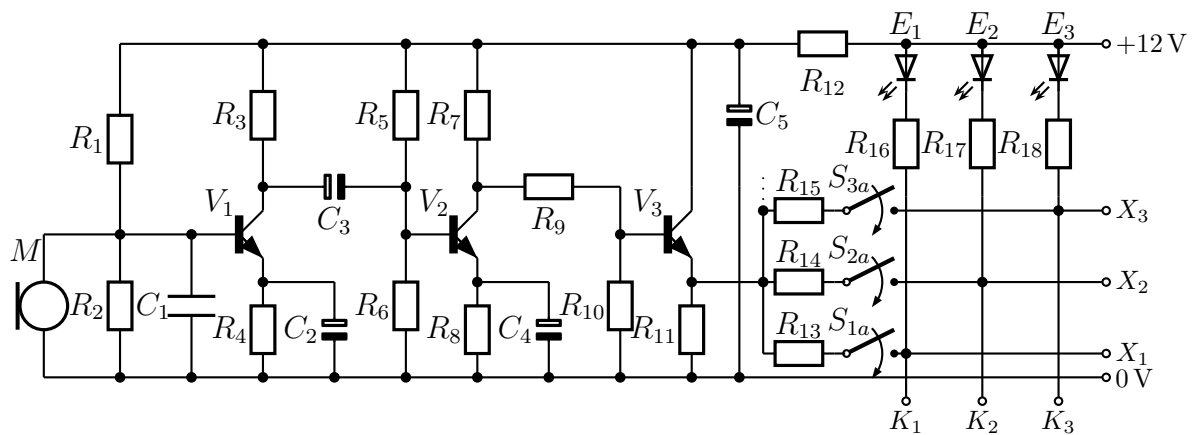 E₁ E₂ E₃
+12 V
R₁₂
R₁ R₃ R₅ R₇ C₅
R₁₆ R₁₇ R₁₈
V₁ C₃ V₂ R₉ V₃ R₁₅ S₃ₐ
X₃
M
R₁₄ S₂ₐ
X₂
R₂ C₁ R₄ C₂ R₆ R₈ C₄ R₁₀ R₁₁
R₁₃ S₁ₐ
X₁
0 V
K₁ K₂ K₃